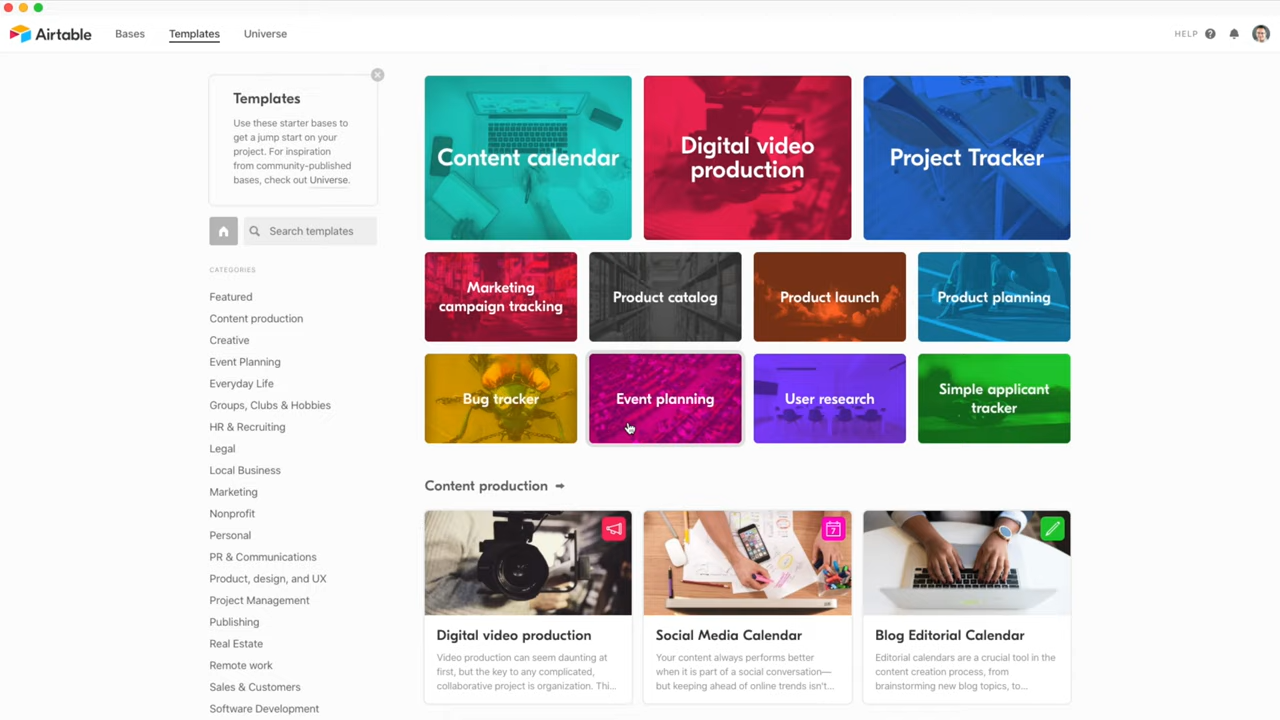 Airtable
Bases
Templates
Universe
HELP
Templates
Use these starter bases to
get a jump start on your
project. For inspiration
from community-published
bases, check out Universe.
Search templates
CATEGORIES
Featured
Content production
Creative
Event Planning
Everyday Life
Groups, Clubs & Hobbies
HR & Recruiting
Legal
Local Business
Marketing
Nonprofit
Personal
PR & Communications
Product, design, and UX
Project Management
Publishing
Real Estate
Remote work
Sales & Customers
Software Development
Content calendar
Digital video
production
Project Tracker
Marketing
campaign tracking
Product catalog
Product launch
Product planning
Bug tracker
Event planning
User research
Simple applicant
tracker
Content production
7
Digital video production
Video production can seem daunting at
first, but the key to any complicated,
collaborative project is organization. Thi...
Social Media Calendar
Your content always performs better
when it is part of a social conversation—
but keeping ahead of online trends isn't...
Blog Editorial Calendar
Editorial calendars are a crucial tool in the
content creation process, from
brainstorming new blog topics, to...